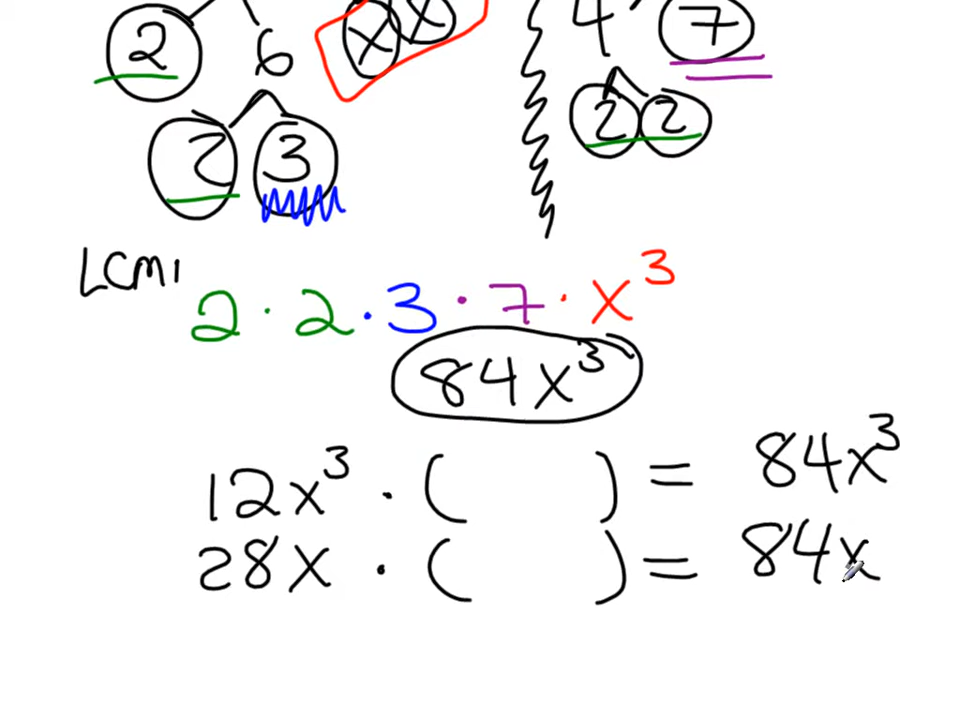 2 6 x x 4 7
2 3 2 2
LCM
2 · 2 · 3 · 7 · x³
84x³
12x³ · ( ) = 84x³
28x · ( ) = 84x